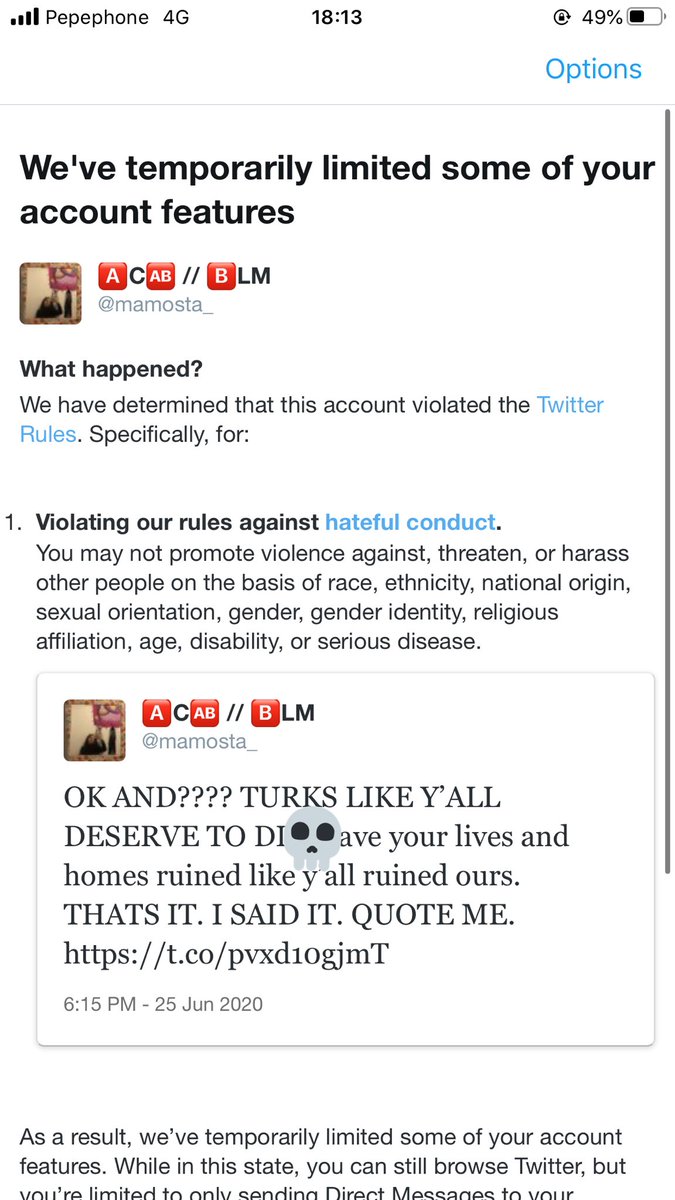 Pepephone 4G 18:13 49%
Options
We've temporarily limited some of your
account features
🅰️C🆎 // 🅱️LM
@mamosta_
What happened?
We have determined that this account violated the Twitter
Rules. Specifically, for:
1. Violating our rules against hateful conduct.
You may not promote violence against, threaten, or harass
other people on the basis of race, ethnicity, national origin,
sexual orientation, gender, gender identity, religious
affiliation, age, disability, or serious disease.
🅰️C🆎 // 🅱️LM
@mamosta_
OK AND???? TURKS LIKE Y'ALL
DESERVE TO your lives and
homes ruined like y'all ruined ours.
THATS IT. I SAID IT. QUOTE ME.
https://t.co/pvxd10gjmT
6:15 PM - 25 Jun 2020
As a result, we've temporarily limited some of your account
features. While in this state, you can still browse Twitter, but
you're limited to only sending Direct Messages to your